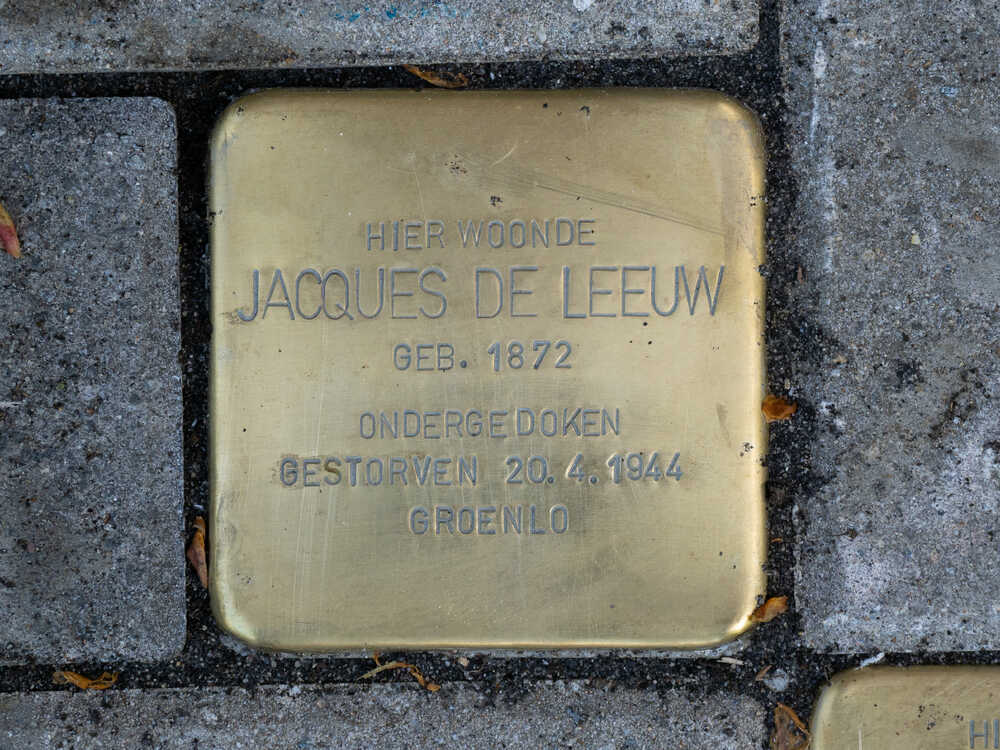 HIER WOONDE
JACQUES DE LEEUW
GEB. 1872
ONDERGEDOKEN
GESTORVEN 20.4.1944
GROENLO